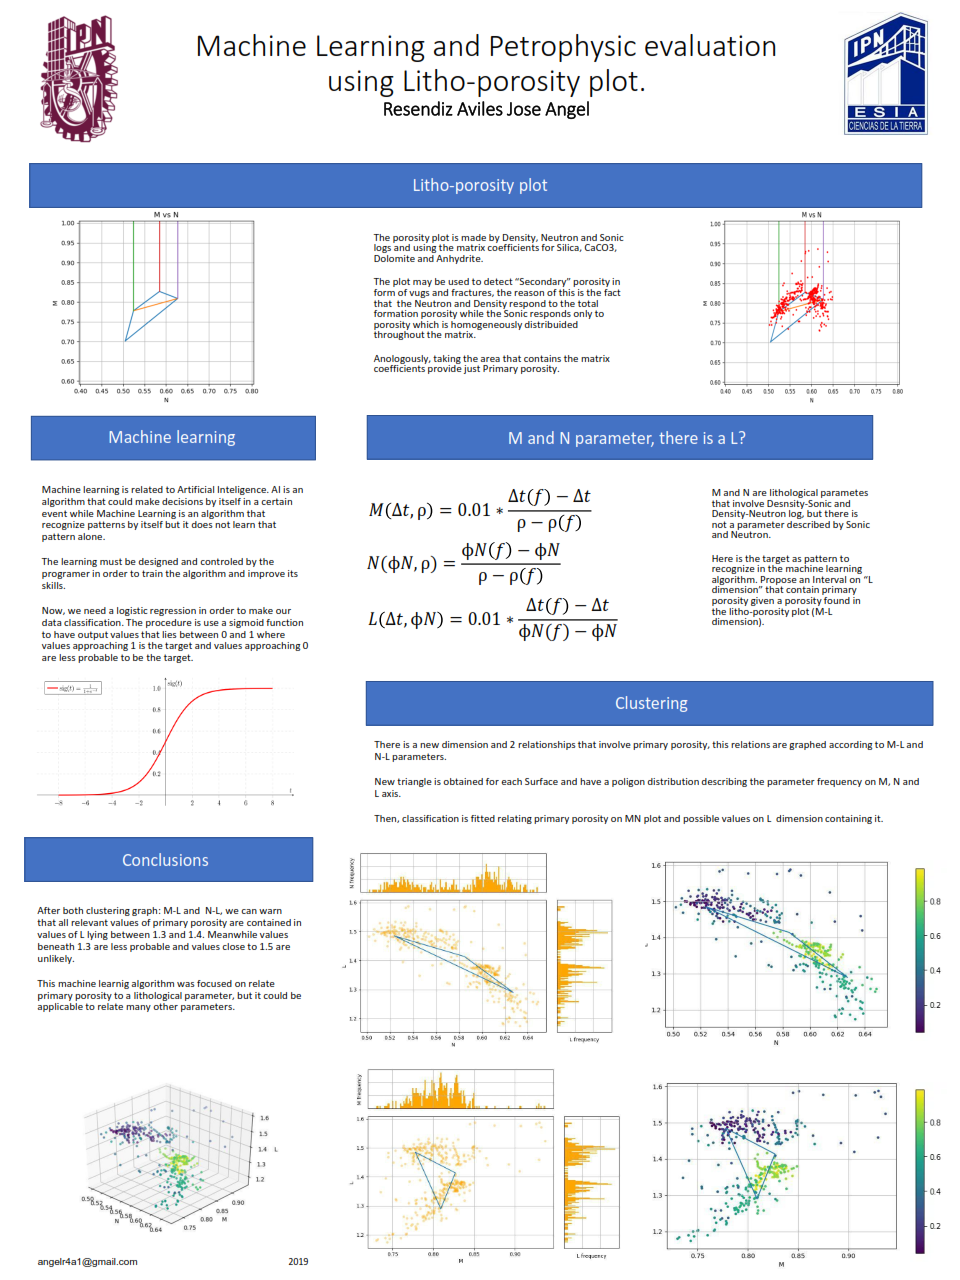 IPN
IPN
ESIA
CIENCIAS DE LA TIERRA
Machine Learning and Petrophysic evaluation
using Litho-porosity plot.
Resendiz Aviles Jose Angel
Litho-porosity plot
M vs N
1.00
0.95
0.90
0.85
0.80
0.75
0.70
0.65
0.60
M
0.40 0.45 0.50 0.55 0.60 0.65 0.70 0.75 0.80
N
The porosity plot is made by Density, Neutron and Sonic
logs and using the matrix coefficients for Silica, CaCO3,
Dolomite and Anhydrite.
The plot may be used to detect “Secondary” porosity in
form of vugs and fractures, the reason of this is the fact
that the Neutron and Density respond to the total
formation porosity while the Sonic responds only to
porosity which is homogeneously distribuided
throughout the matrix.
Anologously, taking the area that contains the matrix
coefficients provide just Primary porosity.
M vs N
1.00
0.95
0.90
0.85
0.80
0.75
0.70
0.65
0.60
M
0.40 0.45 0.50 0.55 0.60 0.65 0.70 0.75 0.80
N
Machine learning
Machine learning is related to Artificial Inteligence. AI is an
algorithm that could make decisions by itself in a certain
event while Machine Learning is an algorithm that
recognize patterns by itself but it does not learn that
pattern alone.
The learning must be designed and controled by the
programer in order to train the algorithm and improve its
skills.
Now, we need a logistic regression in order to make our
data classification. The procedure is use a sigmoid function
to have output values that lies between 0 and 1 where
values approaching 1 is the target and values approaching 0
are less probable to be the target.
sig(t) = 1/(1+e^-t)
sig(t)
1.0
0.8
0.6
0.4
0.2
-8 -6 -4 -2 2 4 6 8
t
M and N parameter, there is a L?
M(Δt, ρ) = 0.01 * (Δt(f) − Δt)/(ρ − ρ(f))
N(ϕN, ρ) = (ϕN(f) − ϕN)/(ρ − ρ(f))
L(Δt, ϕN) = 0.01 * (Δt(f) − Δt)/(ϕN(f) − ϕN)
M and N are lithological parametes
that involve Desnsity-Sonic and
Density-Neutron log, but there is
not a parameter described by Sonic
and Neutron.
Here is the target as pattern to
recognize in the machine learning
algorithm. Propose an Interval on “L
dimension” that contain primary
porosity given a porosity found in
the litho-porosity plot (M-L
dimension).
Clustering
There is a new dimension and 2 relationships that involve primary porosity, this relations are graphed according to M-L and
N-L parameters.
New triangle is obtained for each Surface and have a poligon distribution describing the parameter frequency on M, N and
L axis.
Then, classification is fitted relating primary porosity on MN plot and possible values on L dimension containing it.
Conclusions
After both clustering graph: M-L and N-L, we can warn
that all relevant values of primary porosity are contained in
values of L lying between 1.3 and 1.4. Meanwhile values
beneath 1.3 are less probable and values close to 1.5 are
unlikely.
This machine learnig algorithm was focused on relate
primary porosity to a lithological parameter, but it could be
applicable to relate many other parameters.
N frequency
1.6
1.5
1.4
1.3
1.2
L
0.50 0.52 0.54 0.56 0.58 0.60 0.62 0.64
N
L frequency
1.6
1.5
1.4
1.3
1.2
L
0.50 0.52 0.54 0.56 0.58 0.60 0.62 0.64
N
0.8
0.6
0.4
0.2
M frequency
1.6
1.5
1.4
1.3
1.2
L
0.75 0.80 0.85 0.90
M
L frequency
1.6
1.5
1.4
1.3
1.2
0.75 0.80 0.85 0.90
M
0.8
0.6
0.4
0.2
1.6
1.5
1.4 L
1.3
1.2
0.50 0.52 0.54 0.56 0.58 0.60 0.62 0.64
N
0.75 0.80 0.85 0.90
M
angelr4a1@gmail.com
2019